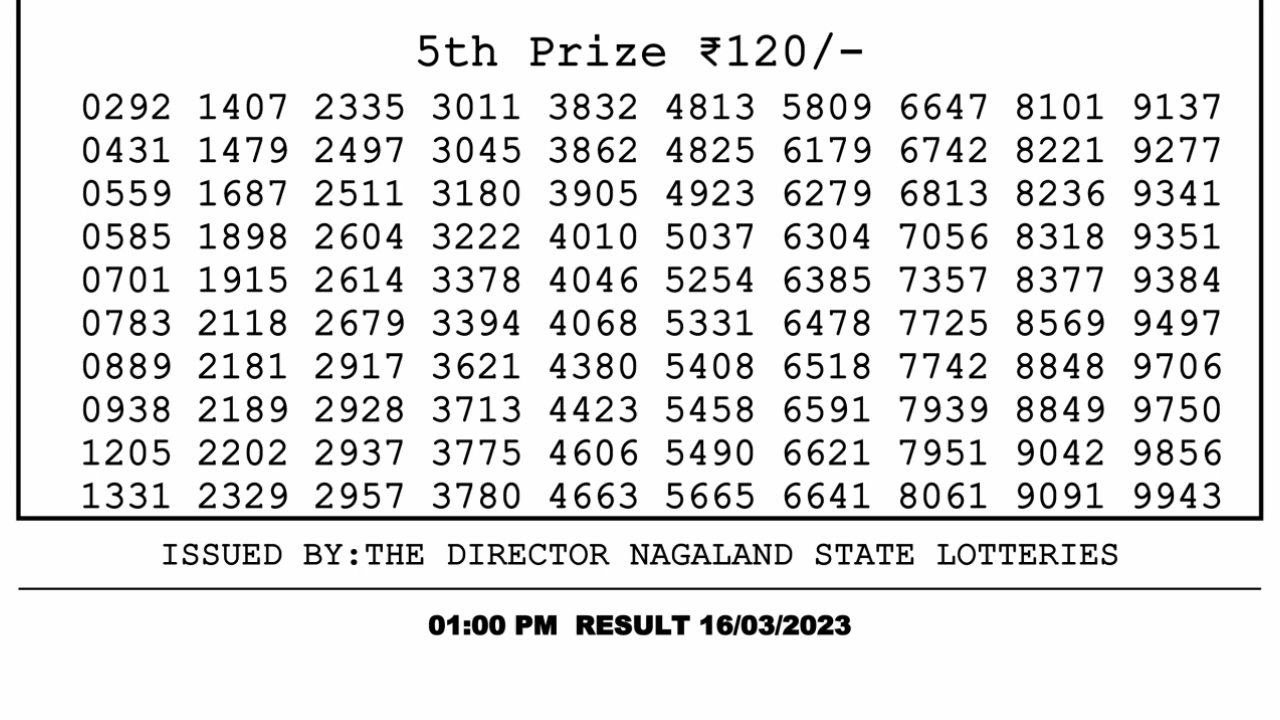 5th Prize ₹120/-
0292 1407 2335 3011 3832 4813 5809 6647 8101 9137
0431 1479 2497 3045 3862 4825 6179 6742 8221 9277
0559 1687 2511 3180 3905 4923 6279 6813 8236 9341
0585 1898 2604 3222 4010 5037 6304 7056 8318 9351
0701 1915 2614 3378 4046 5254 6385 7357 8377 9384
0783 2118 2679 3394 4068 5331 6478 7725 8569 9497
0889 2181 2917 3621 4380 5408 6518 7742 8848 9706
0938 2189 2928 3713 4423 5458 6591 7939 8849 9750
1205 2202 2937 3775 4606 5490 6621 7951 9042 9856
1331 2329 2957 3780 4663 5665 6641 8061 9091 9943
ISSUED BY:THE DIRECTOR NAGALAND STATE LOTTERIES
01:00 PM RESULT 16/03/2023